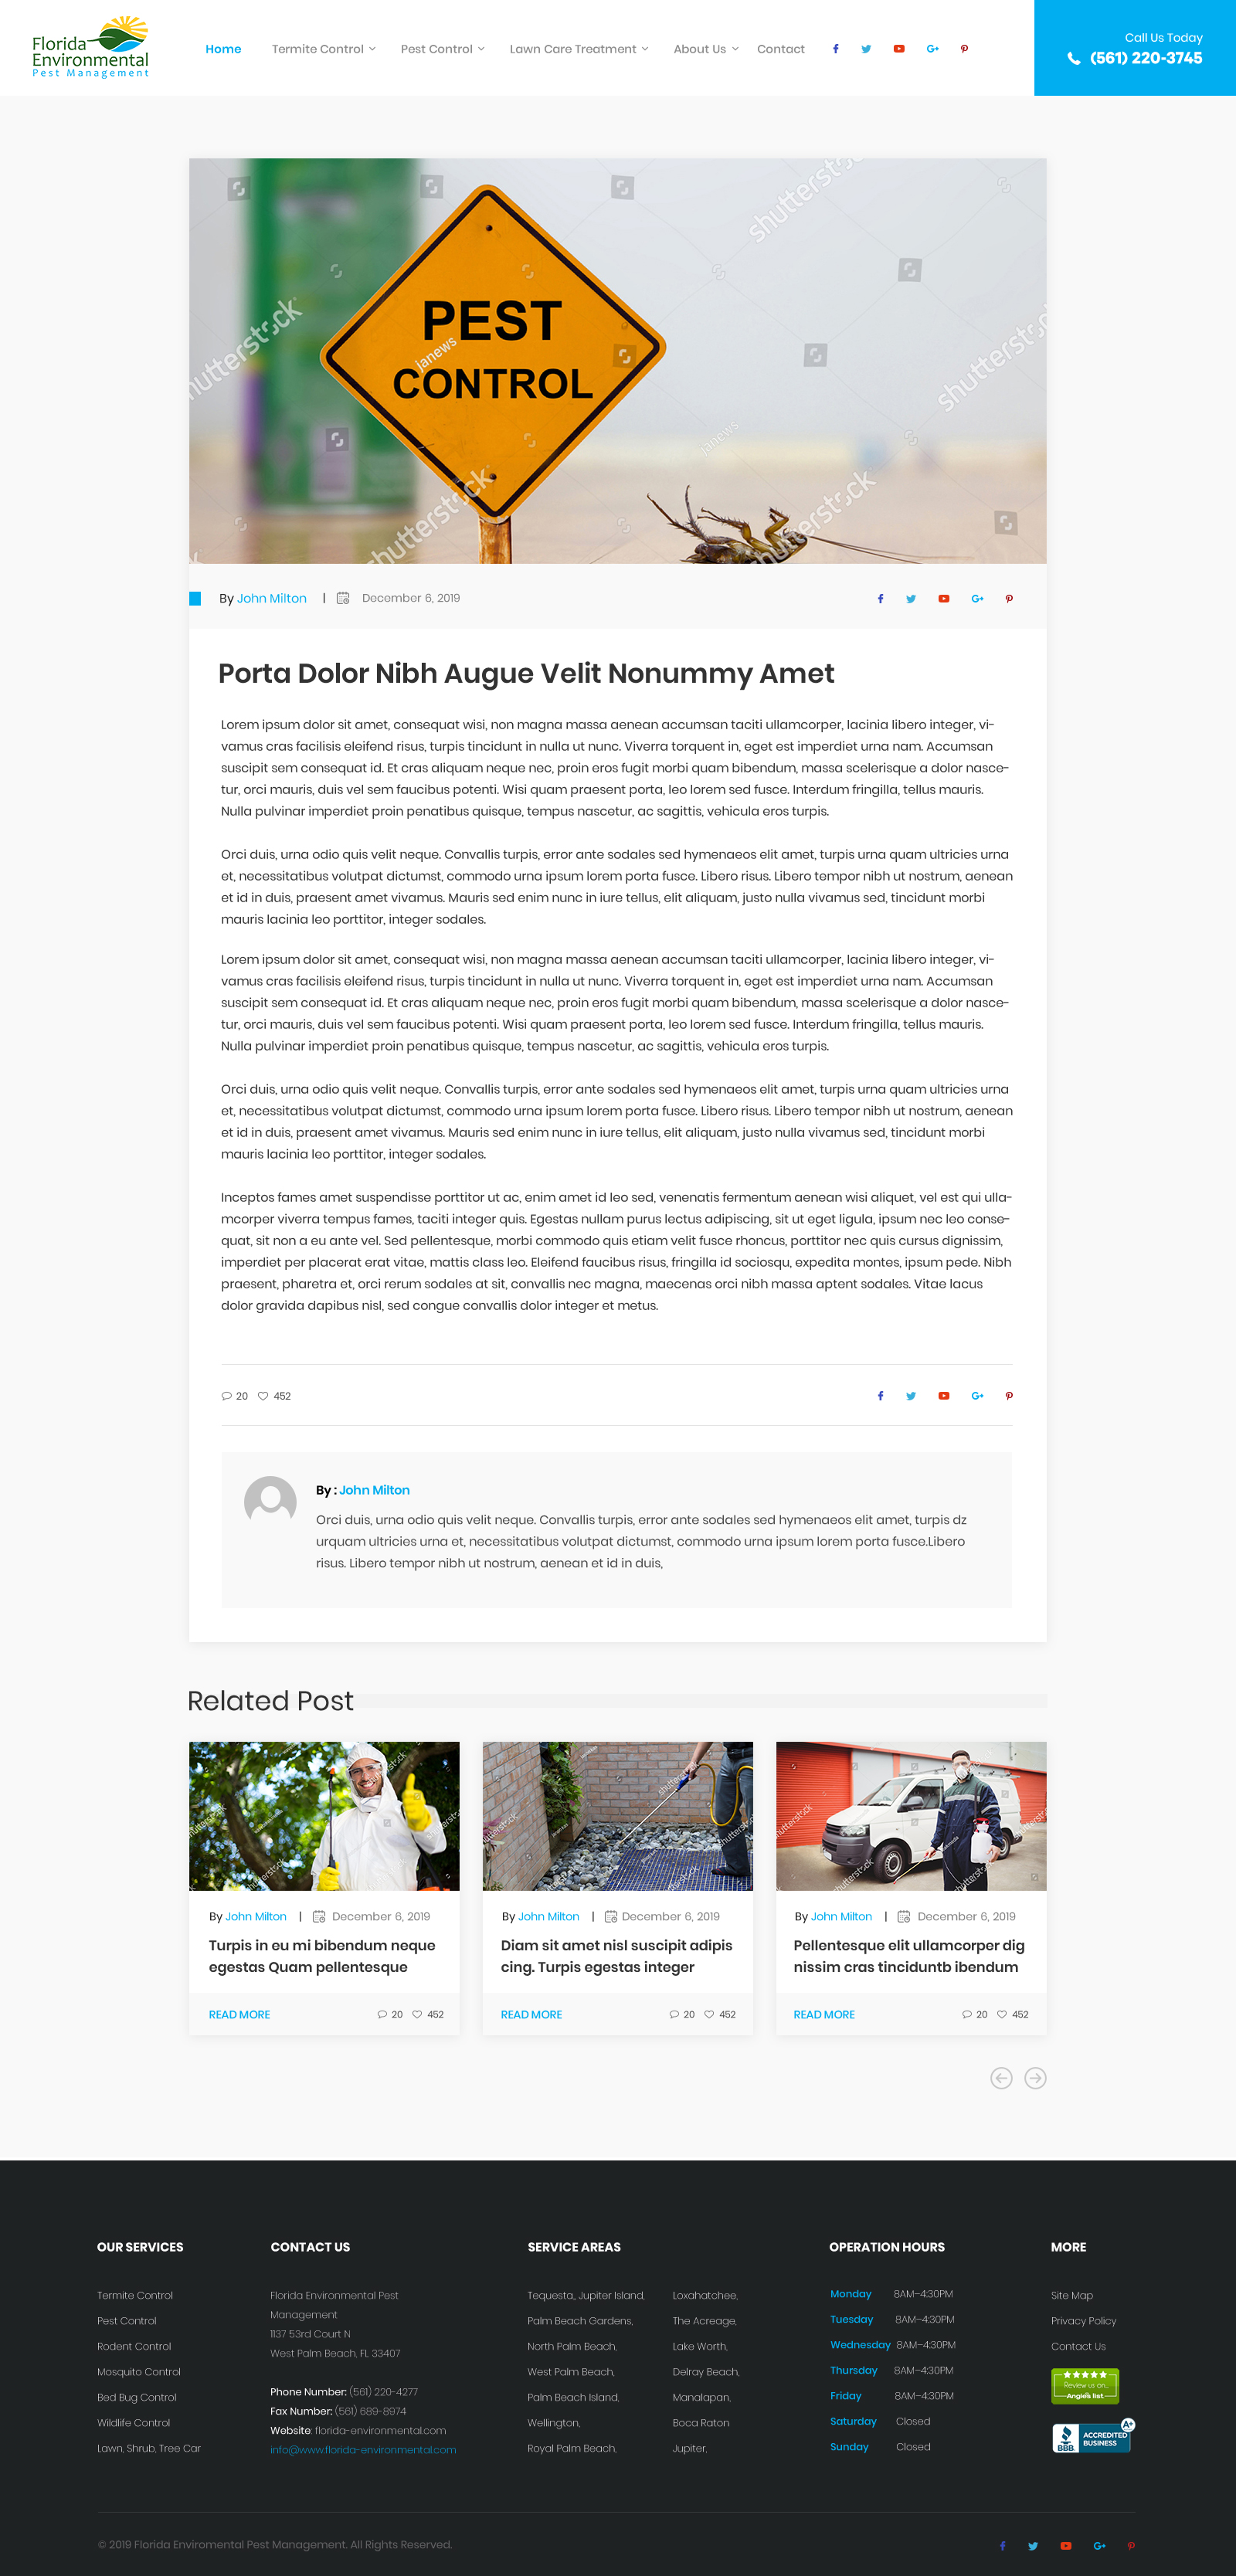 Florida
Environmental
Pest Management
Home
Termite Control
Pest Control
Lawn Care Treatment
About Us
Contact
Call Us Today
(561) 220-3745
PEST
CONTROL
shutterstock
shutterstock
shutterstock
shutterstock
shutterstock
janews
janews
By John Milton | December 6, 2019
Porta Dolor Nibh Augue Velit Nonummy Amet
Lorem ipsum dolor sit amet, consequat wisi, non magna massa aenean accumsan taciti ullamcorper, lacinia libero integer, vi-
vamus cras facilisis eleifend risus, turpis tincidunt in nulla ut nunc. Viverra torquent in, eget est imperdiet urna nam. Accumsan
suscipit sem consequat id. Et cras aliquam neque nec, proin eros fugit morbi quam bibendum, massa scelerisque a dolor nasce-
tur, orci mauris, duis vel sem faucibus potenti. Wisi quam praesent porta, leo lorem sed fusce. Interdum fringilla, tellus mauris.
Nulla pulvinar imperdiet proin penatibus quisque, tempus nascetur, ac sagittis, vehicula eros turpis.
Orci duis, urna odio quis velit neque. Convallis turpis, error ante sodales sed hymenaeos elit amet, turpis urna quam ultricies urna
et, necessitatibus volutpat dictumst, commodo urna ipsum lorem porta fusce. Libero risus. Libero tempor nibh ut nostrum, aenean
et id in duis, praesent amet vivamus. Mauris sed enim nunc in iure tellus, elit aliquam, justo nulla vivamus sed, tincidunt morbi
mauris lacinia leo porttitor, integer sodales.
Lorem ipsum dolor sit amet, consequat wisi, non magna massa aenean accumsan taciti ullamcorper, lacinia libero integer, vi-
vamus cras facilisis eleifend risus, turpis tincidunt in nulla ut nunc. Viverra torquent in, eget est imperdiet urna nam. Accumsan
suscipit sem consequat id. Et cras aliquam neque nec, proin eros fugit morbi quam bibendum, massa scelerisque a dolor nasce-
tur, orci mauris, duis vel sem faucibus potenti. Wisi quam praesent porta, leo lorem sed fusce. Interdum fringilla, tellus mauris.
Nulla pulvinar imperdiet proin penatibus quisque, tempus nascetur, ac sagittis, vehicula eros turpis.
Orci duis, urna odio quis velit neque. Convallis turpis, error ante sodales sed hymenaeos elit amet, turpis urna quam ultricies urna
et, necessitatibus volutpat dictumst, commodo urna ipsum lorem porta fusce. Libero risus. Libero tempor nibh ut nostrum, aenean
et id in duis, praesent amet vivamus. Mauris sed enim nunc in iure tellus, elit aliquam, justo nulla vivamus sed, tincidunt morbi
mauris lacinia leo porttitor, integer sodales.
Inceptos fames amet suspendisse porttitor ut ac, enim amet id leo sed, venenatis fermentum aenean wisi aliquet, vel est qui ulla-
mcorper viverra tempus fames, taciti integer quis. Egestas nullam purus lectus adipiscing, sit ut eget ligula, ipsum nec leo conse-
quat, sit non a eu ante vel. Sed pellentesque, morbi commodo quis etiam velit fusce rhoncus, porttitor nec quis cursus dignissim,
imperdiet per placerat erat vitae, mattis class leo. Eleifend faucibus risus, fringilla id sociosqu, expedita montes, ipsum pede. Nibh
praesent, pharetra et, orci rerum sodales at sit, convallis nec magna, maecenas orci nibh massa aptent sodales. Vitae lacus
dolor gravida dapibus nisl, sed congue convallis dolor integer et metus.
20 452
By : John Milton
Orci duis, urna odio quis velit neque. Convallis turpis, error ante sodales sed hymenaeos elit amet, turpis dz
urquam ultricies urna et, necessitatibus volutpat dictumst, commodo urna ipsum lorem porta fusce.Libero
risus. Libero tempor nibh ut nostrum, aenean et id in duis,
Related Post
By John Milton | December 6, 2019
Turpis in eu mi bibendum neque
egestas Quam pellentesque
READ MORE
20 452
By John Milton | December 6, 2019
Diam sit amet nisl suscipit adipis
cing. Turpis egestas integer
READ MORE
20 452
By John Milton | December 6, 2019
Pellentesque elit ullamcorper dig
nissim cras tinciduntb ibendum
READ MORE
20 452
OUR SERVICES
Termite Control
Pest Control
Rodent Control
Mosquito Control
Bed Bug Control
Wildlife Control
Lawn, Shrub, Tree Car
CONTACT US
Florida Environmental Pest
Management
1137 53rd Court N
West Palm Beach, FL 33407
Phone Number: (561) 220-4277
Fax Number: (561) 689-8974
Website: florida-environmental.com
info@www.florida-environmental.com
SERVICE AREAS
Tequesta,, Jupiter Island,
Palm Beach Gardens,
North Palm Beach,
West Palm Beach,
Palm Beach Island,
Wellington,
Royal Palm Beach,
Loxahatchee,
The Acreage,
Lake Worth,
Delray Beach,
Manalapan,
Boca Raton
Jupiter,
OPERATION HOURS
Monday 8AM–4:30PM
Tuesday 8AM–4:30PM
Wednesday 8AM–4:30PM
Thursday 8AM–4:30PM
Friday 8AM–4:30PM
Saturday Closed
Sunday Closed
MORE
Site Map
Privacy Policy
Contact Us
Review us on...
Angie's list
A+
BBB.
ACCREDITED
BUSINESS
© 2019 Florida Enviromental Pest Management. All Rights Reserved.